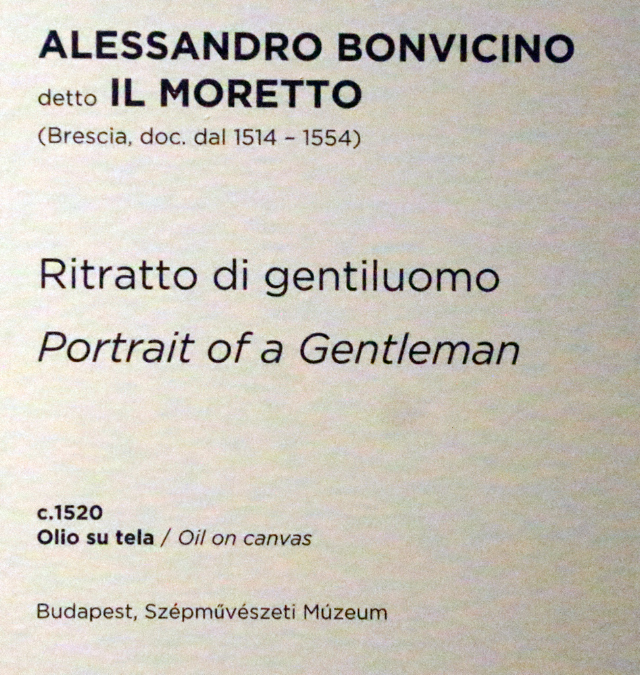 ALESSANDRO BONVICINO
detto IL MORETTO
(Brescia, doc. dal 1514 – 1554)
Ritratto di gentiluomo
Portrait of a Gentleman
c.1520
Olio su tela / Oil on canvas
Budapest, Szépművészeti Múzeum